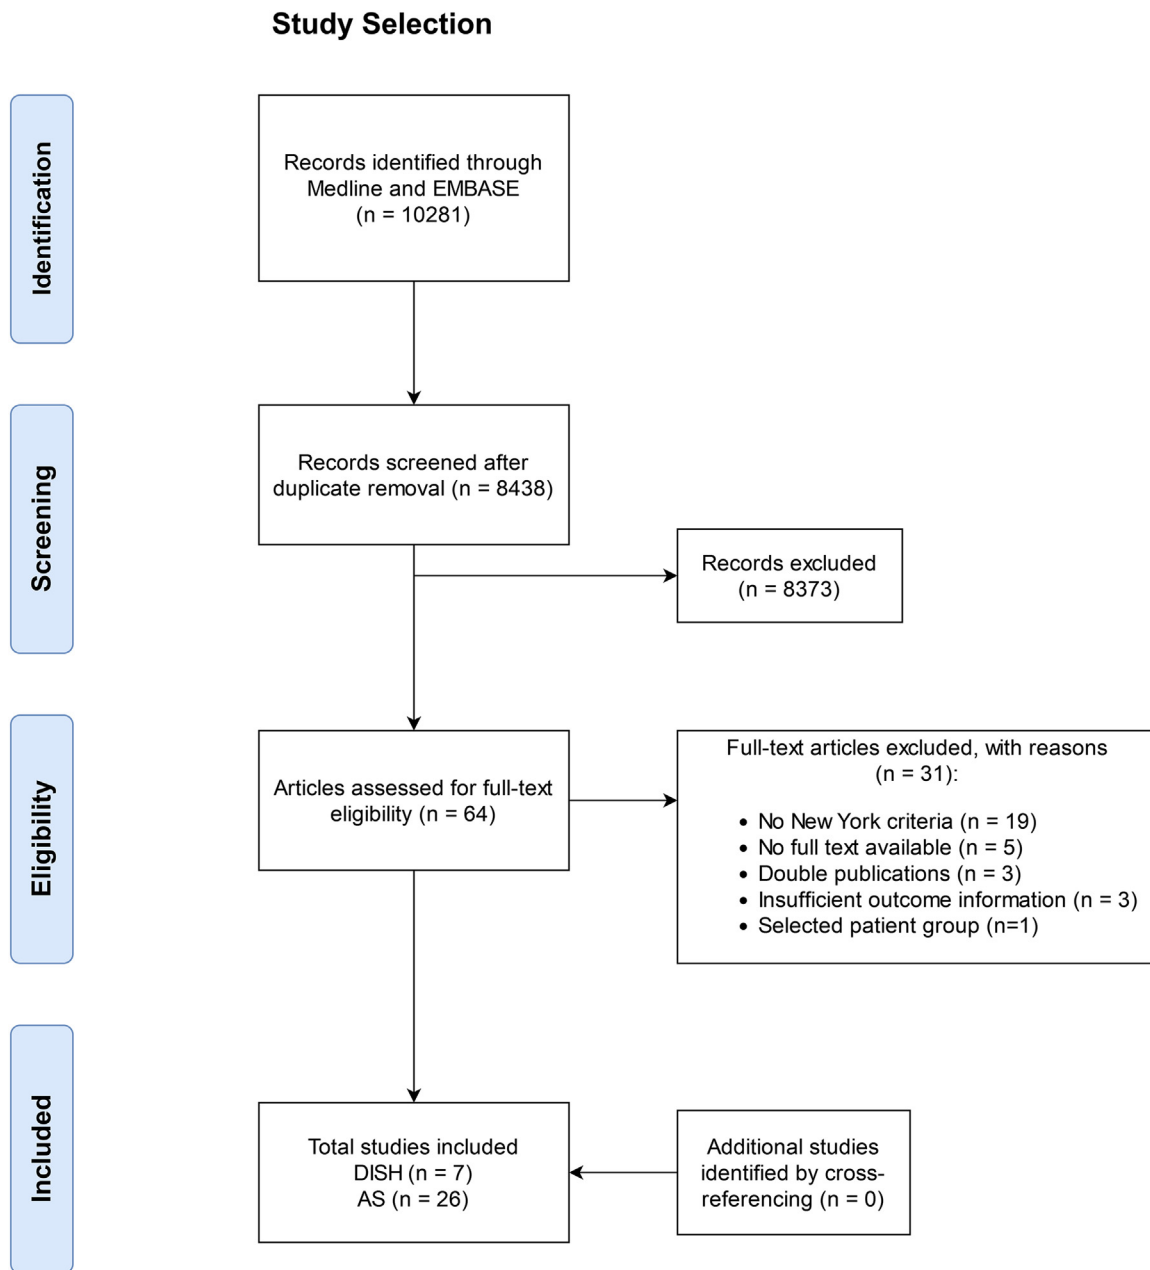 Study Selection
Identification
Records identified through
Medline and EMBASE
(n = 10281)
Screening
Records screened after
duplicate removal (n = 8438)
Records excluded
(n = 8373)
Eligibility
Articles assessed for full-text
eligibility (n = 64)
Full-text articles excluded, with reasons
(n = 31):
• No New York criteria (n = 19)
• No full text available (n = 5)
• Double publications (n = 3)
• Insufficient outcome information (n = 3)
• Selected patient group (n=1)
Included
Total studies included
DISH (n = 7)
AS (n = 26)
Additional studies
identified by cross-
referencing (n = 0)